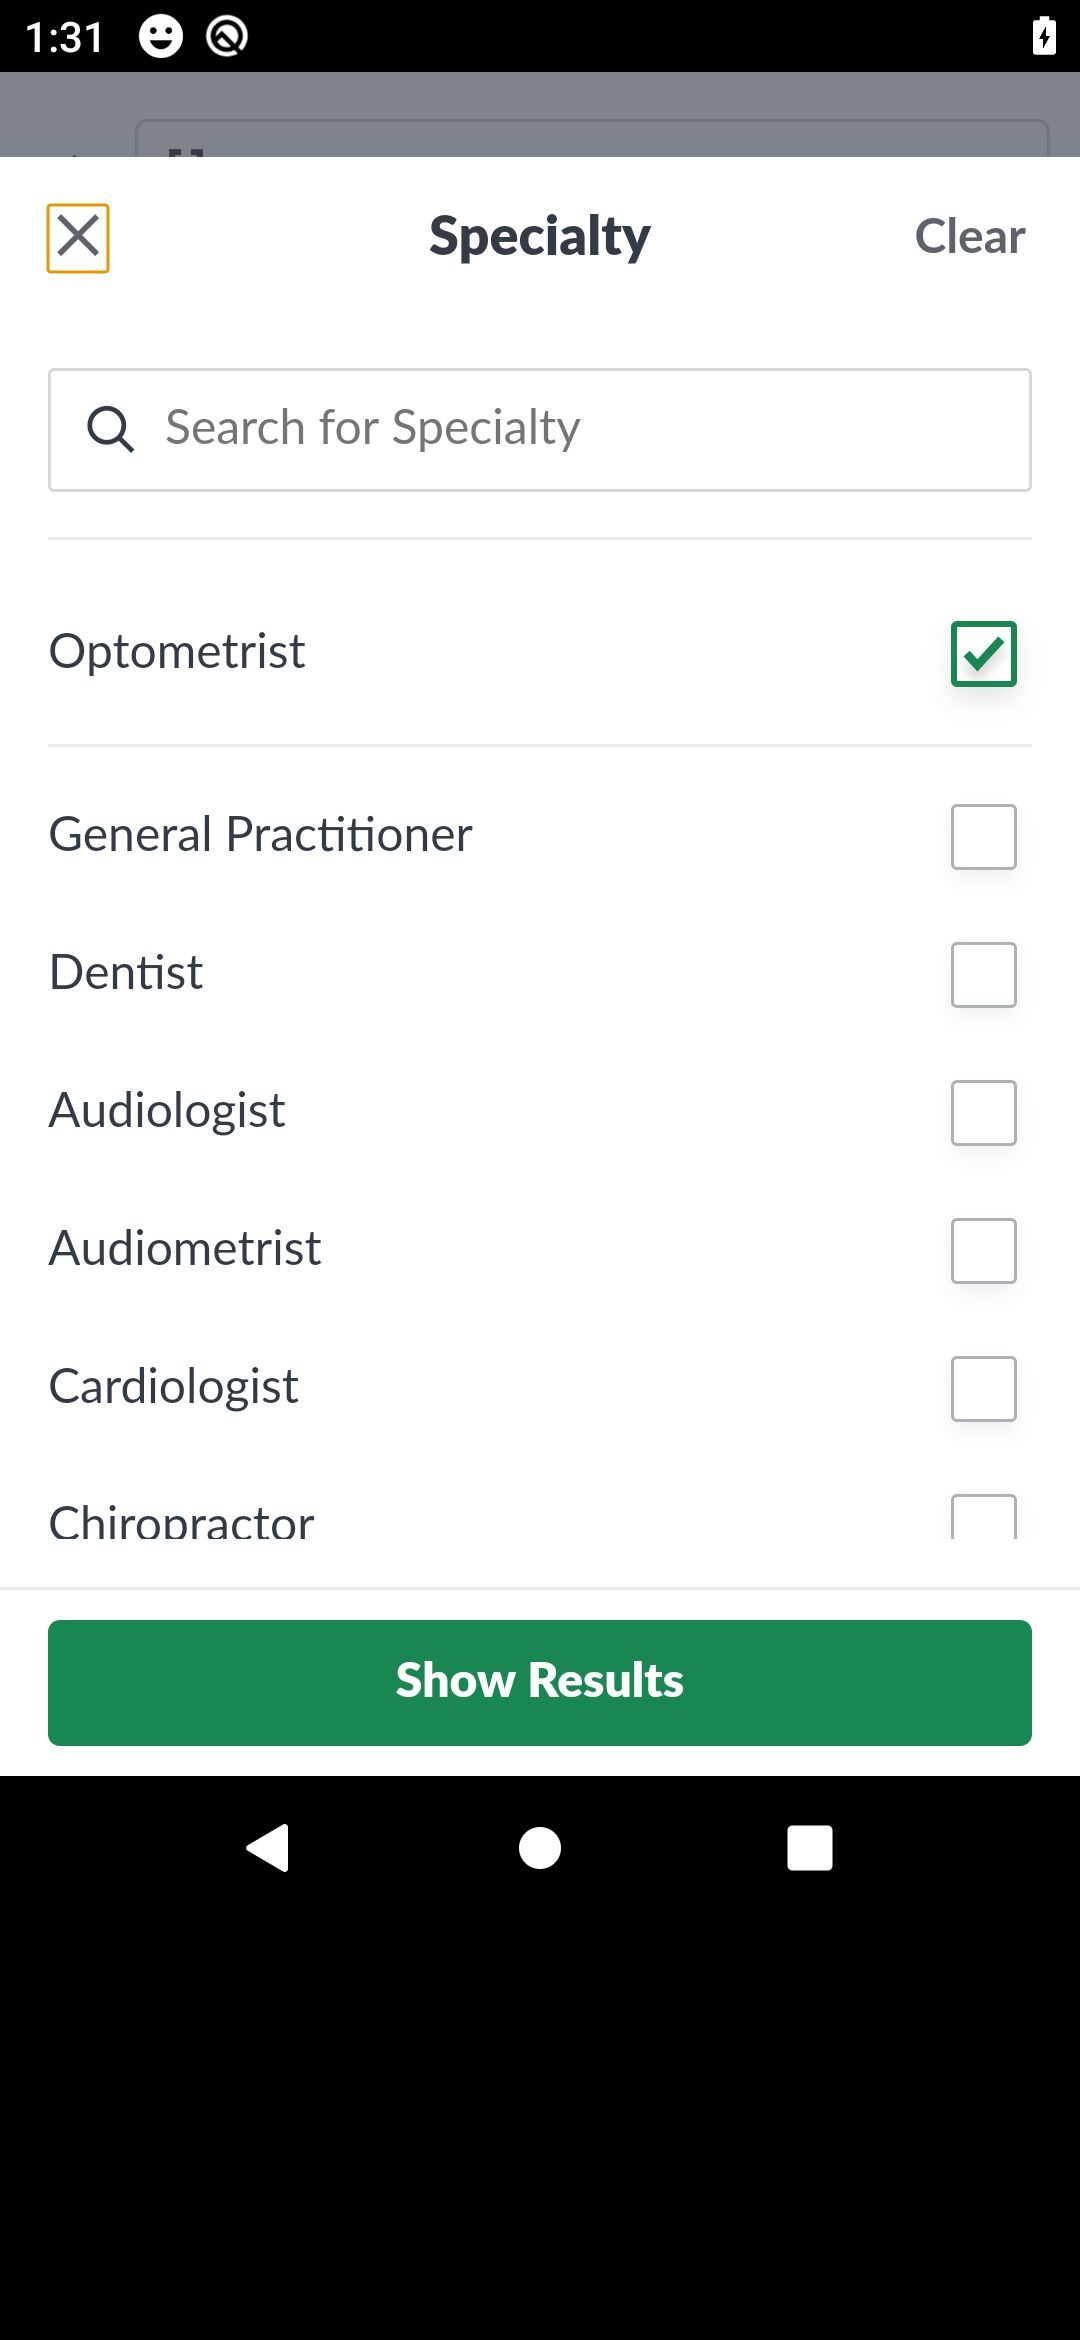 1:31
Specialty
Clear
Search for Specialty
Optometrist
General Practitioner
Dentist
Audiologist
Audiometrist
Cardiologist
Chiropractor
Show Results